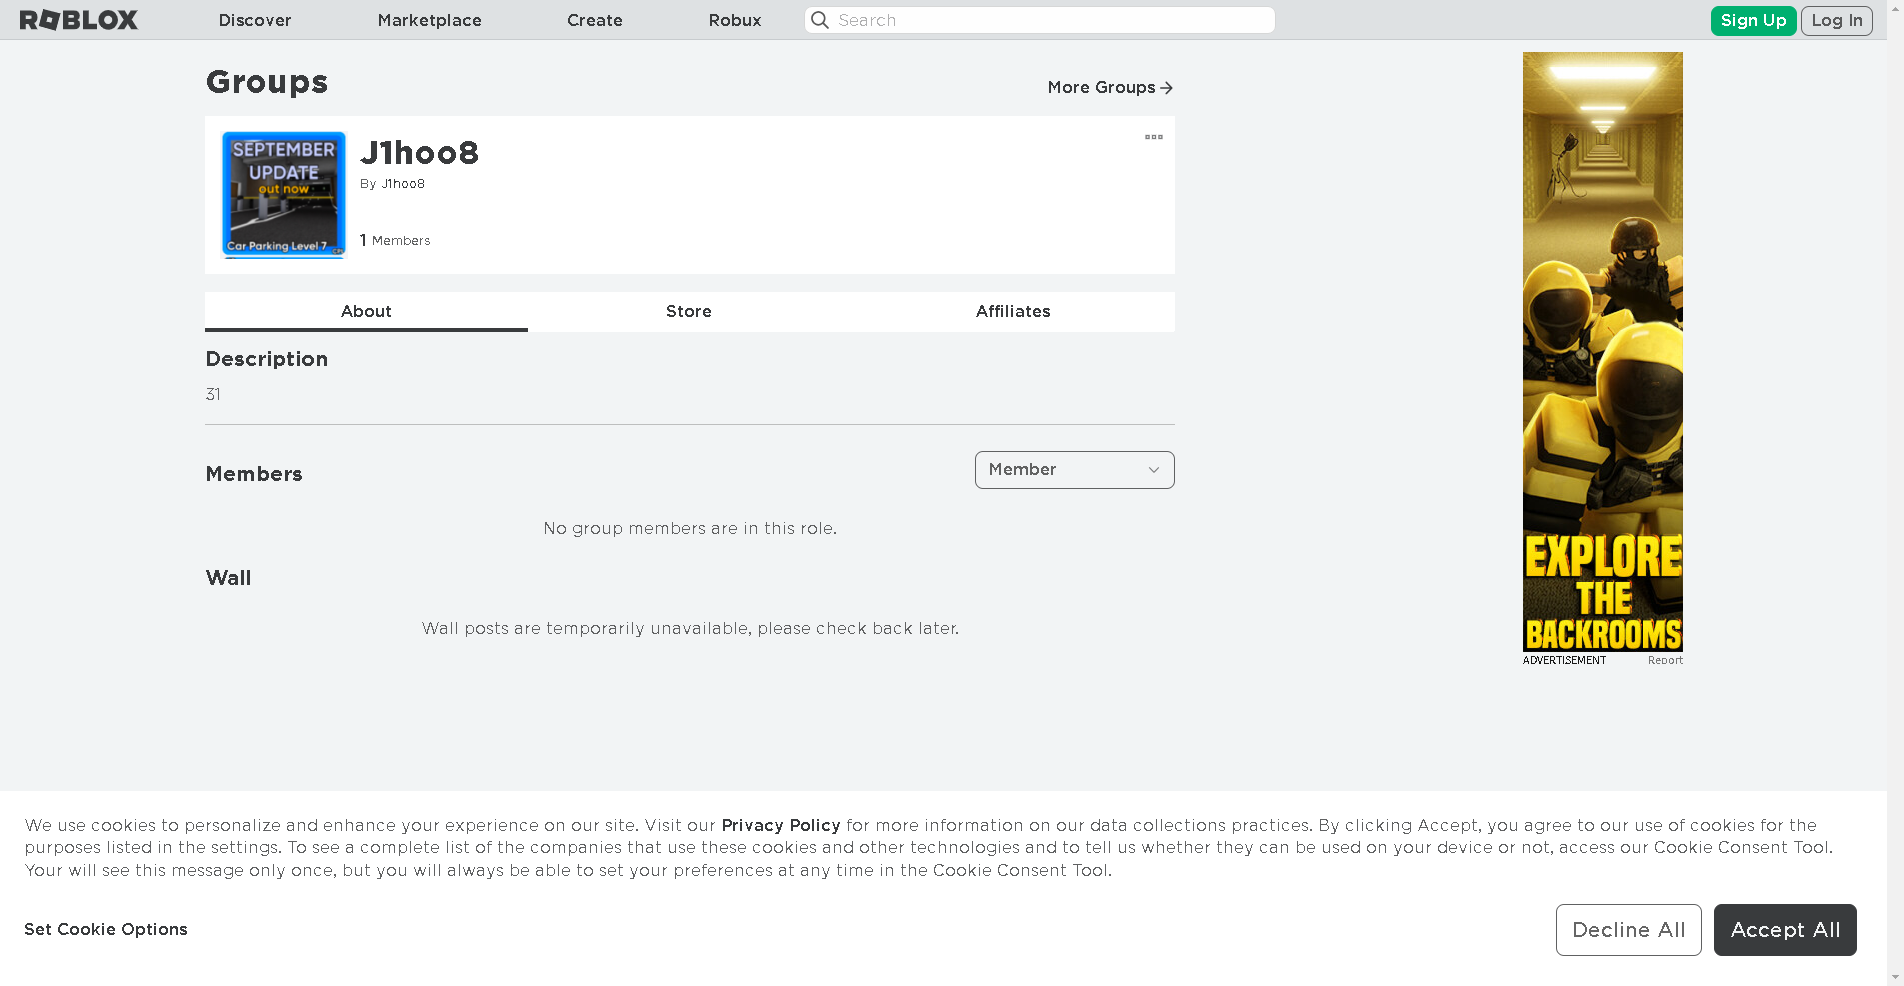 ROBLOX Discover Marketplace Create Robux Search Sign Up Log In
Groups
More Groups
SEPTEMBER
UPDATE
out now
Car Parking Level 7
J1hoo8
By J1hoo8
1 Members
About Store Affiliates
Description
31
Members
Member
No group members are in this role.
Wall
Wall posts are temporarily unavailable, please check back later.
EXPLORE
THE
BACKROOMS
ADVERTISEMENT Report
We use cookies to personalize and enhance your experience on our site. Visit our Privacy Policy for more information on our data collections practices. By clicking Accept, you agree to our use of cookies for the
purposes listed in the settings. To see a complete list of the companies that use these cookies and other technologies and to tell us whether they can be used on your device or not, access our Cookie Consent Tool.
Your will see this message only once, but you will always be able to set your preferences at any time in the Cookie Consent Tool.
Set Cookie Options
Decline All
Accept All